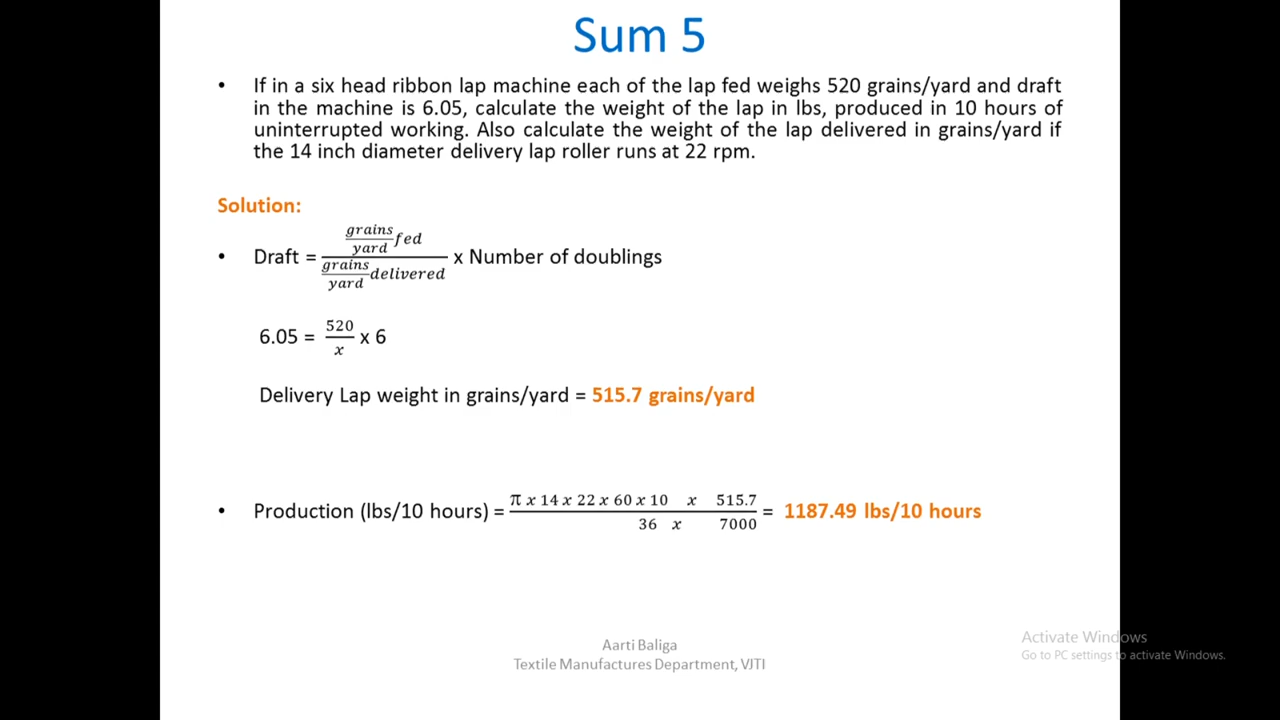 Sum 5
• If in a six head ribbon lap machine each of the lap fed weighs 520 grains/yard and draft
in the machine is 6.05, calculate the weight of the lap in lbs, produced in 10 hours of
uninterrupted working. Also calculate the weight of the lap delivered in grains/yard if
the 14 inch diameter delivery lap roller runs at 22 rpm.
Solution:
• Draft = (grains/yard fed)/(grains/yard delivered) x Number of doublings
6.05 = 520/x x 6
Delivery Lap weight in grains/yard = 515.7 grains/yard
• Production (lbs/10 hours) = (π x 14 x 22 x 60 x 10 x 515.7)/(36 x 7000) = 1187.49 lbs/10 hours
Aarti Baliga
Textile Manufactures Department, VJTI
Activate Windows
Go to PC settings to activate Windows.